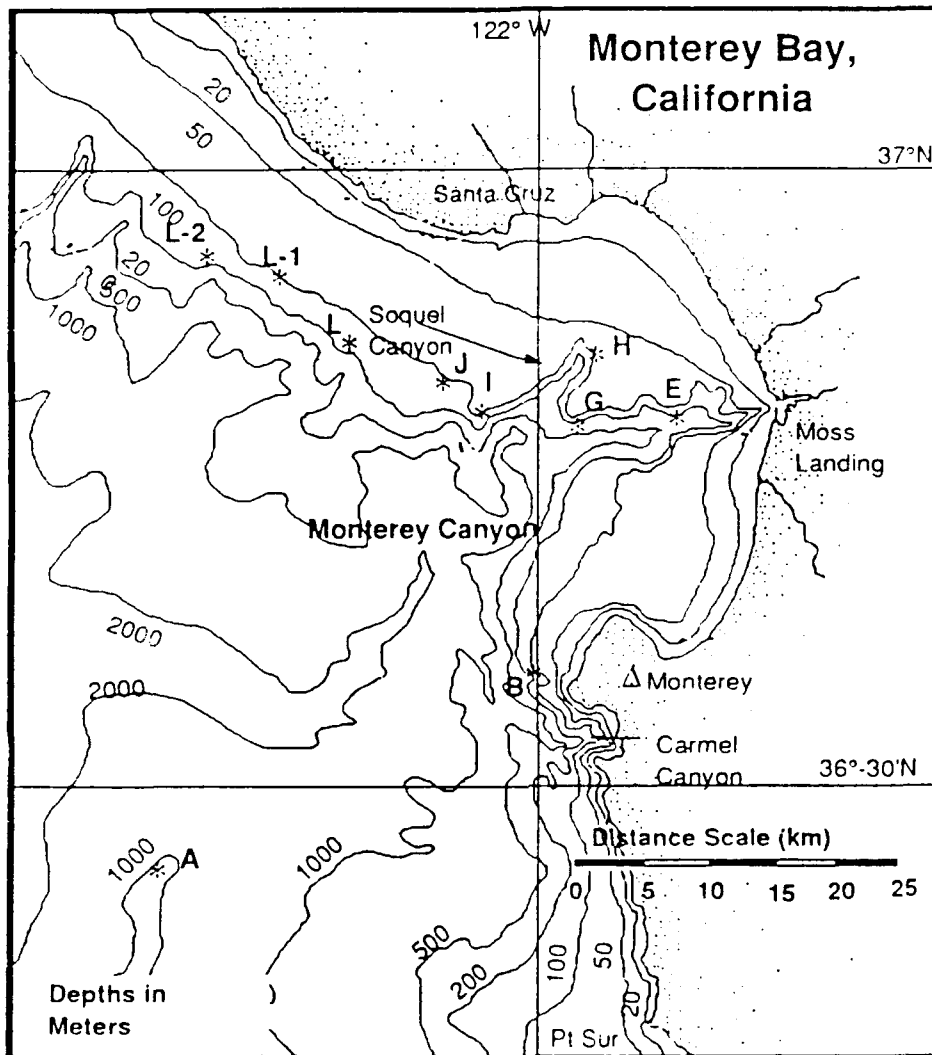 122° W
Monterey Bay,
California
20
50
37°N
Santa Cruz
100
L-2
L-1
20
500
1000
Soquel
Canyon
L
J
I
H
G
E
Moss
Landing
Monterey Canyon
2000
2000
B
Δ Monterey
Carmel
Canyon
36°-30'N
Distance Scale (km)
0 5 10 15 20 25
1000
A
1000
500
200
100
50
20
Depths in
Meters
Pt Sur